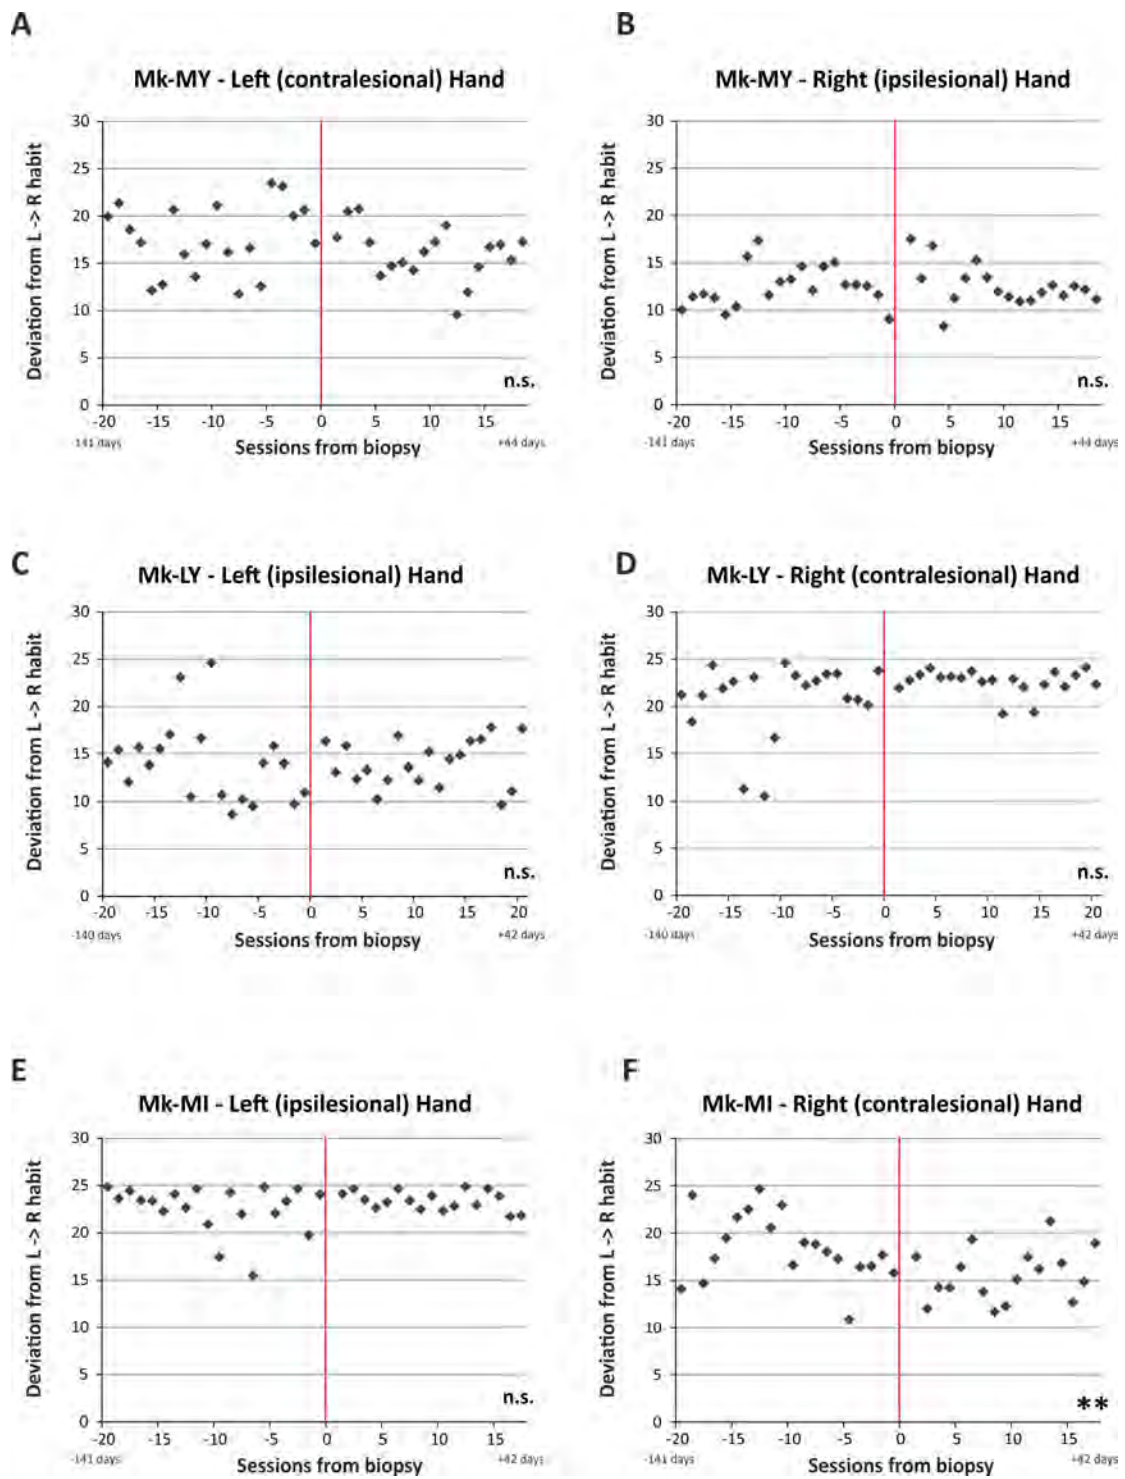 A
Mk-MY - Left (contralesional) Hand
Deviation from L -> R habit
30
25
20
15
10
5
0
n.s.
-20 -15 -10 -5 0 5 10 15
-141 days Sessions from biopsy +44 days
B
Mk-MY - Right (ipsilesional) Hand
Deviation from L -> R habit
30
25
20
15
10
5
0
n.s.
-20 -15 -10 -5 0 5 10 15
-141 days Sessions from biopsy +44 days
C
Mk-LY - Left (ipsilesional) Hand
Deviation from L -> R habit
30
25
20
15
10
5
0
n.s.
-20 -15 -10 -5 0 5 10 15 20
-140 days Sessions from biopsy +42 days
D
Mk-LY - Right (contralesional) Hand
Deviation from L -> R habit
30
25
20
15
10
5
0
n.s.
-20 -15 -10 -5 0 5 10 15 20
-140 days Sessions from biopsy +42 days
E
Mk-MI - Left (ipsilesional) Hand
Deviation from L -> R habit
30
25
20
15
10
5
0
n.s.
-20 -15 -10 -5 0 5 10 15
-141 days Sessions from biopsy +42 days
F
Mk-MI - Right (contralesional) Hand
Deviation from L -> R habit
30
25
20
15
10
5
0
**
-20 -15 -10 -5 0 5 10 15
-141 days Sessions from biopsy +42 days